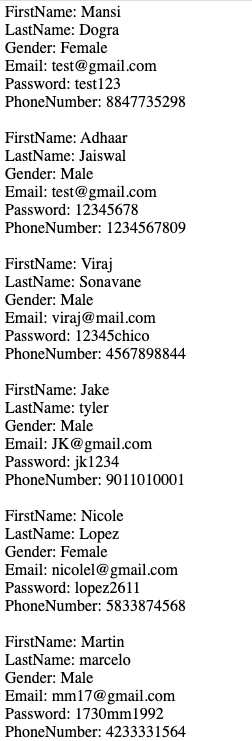 FirstName: Mansi
LastName: Dogra
Gender: Female
Email: test@gmail.com
Password: test123
PhoneNumber: 8847735298

FirstName: Adhaar
LastName: Jaiswal
Gender: Male
Email: test@gmail.com
Password: 12345678
PhoneNumber: 1234567809

FirstName: Viraj
LastName: Sonavane
Gender: Male
Email: viraj@mail.com
Password: 12345chico
PhoneNumber: 4567898844

FirstName: Jake
LastName: tyler
Gender: Male
Email: JK@gmail.com
Password: jk1234
PhoneNumber: 9011010001

FirstName: Nicole
LastName: Lopez
Gender: Female
Email: nicolel@gmail.com
Password: lopez2611
PhoneNumber: 5833874568

FirstName: Martin
LastName: marcelo
Gender: Male
Email: mm17@gmail.com
Password: 1730mm1992
PhoneNumber: 4233331564